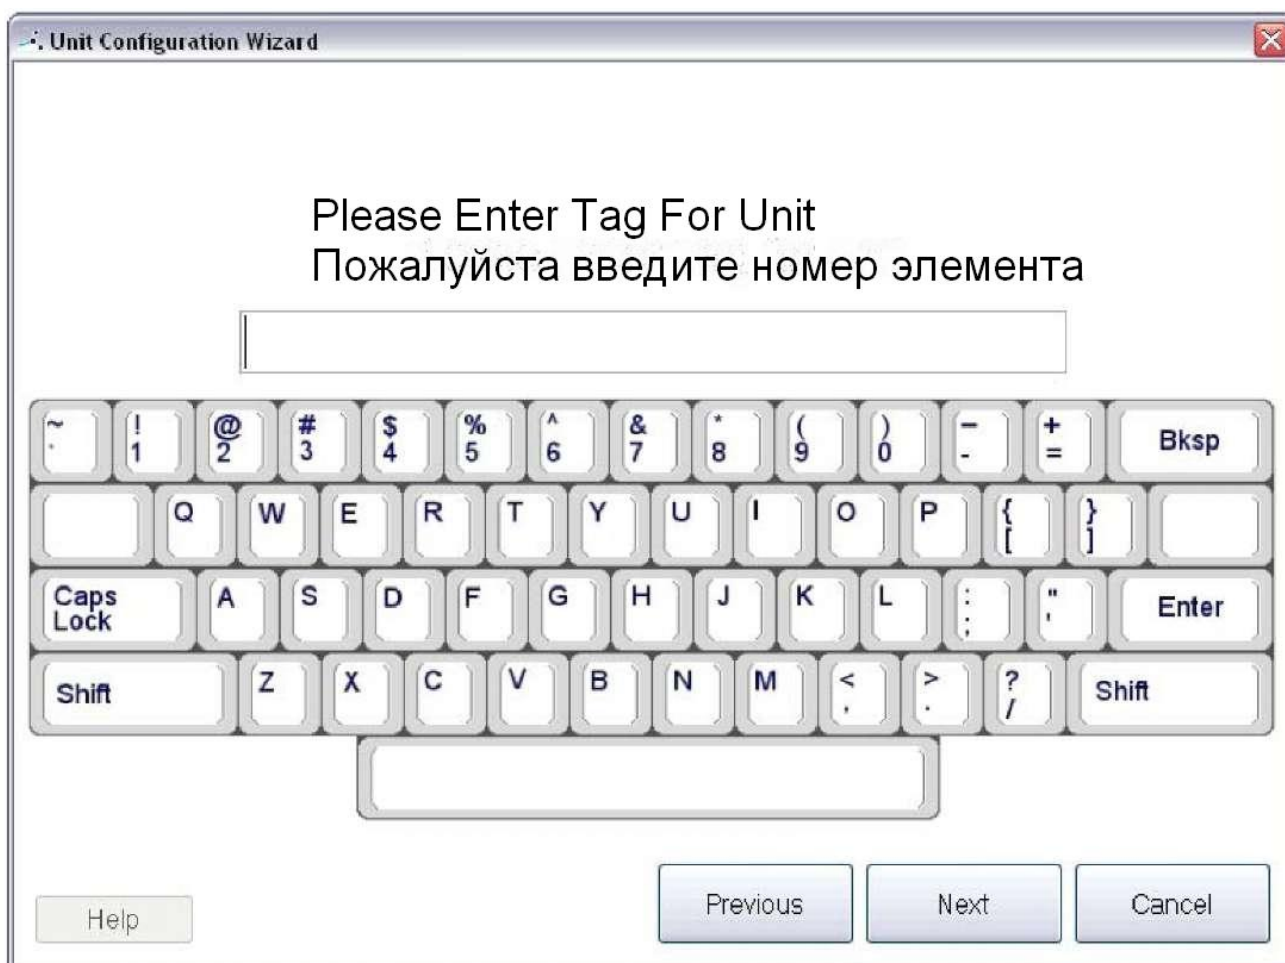 Unit Configuration Wizard
Please Enter Tag For Unit
Пожалуйста введите номер элемента
~ ! @ # $ % ^ & * ( ) _ +
` 1 2 3 4 5 6 7 8 9 0 - = Bksp
Q W E R T Y U I O P { }
[ ]
Caps Lock A S D F G H J K L : "
; ' Enter
Shift Z X C V B N M < > ? Shift
, . /
Help Previous Next Cancel